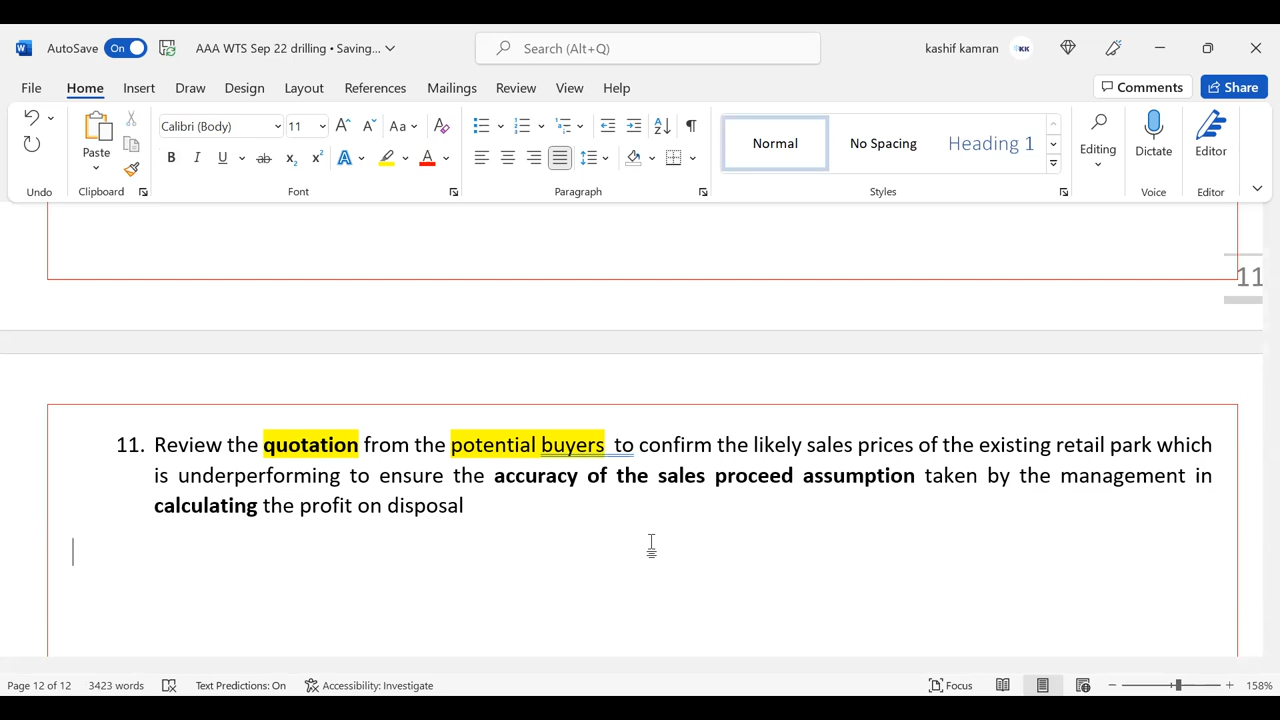 AutoSave On AAA WTS Sep 22 drilling • Saving... Search (Alt+Q) kashif kamran KK
File Home Insert Draw Design Layout References Mailings Review View Help Comments Share
Calibri (Body) 11 Aa
Normal No Spacing Heading 1
Paste Editing Dictate Editor
Undo Clipboard Font Paragraph Styles Voice Editor
11
11. Review the quotation from the potential buyers to confirm the likely sales prices of the existing retail park which
is underperforming to ensure the accuracy of the sales proceed assumption taken by the management in
calculating the profit on disposal
Page 12 of 12 3423 words Text Predictions: On Accessibility: Investigate Focus 158%